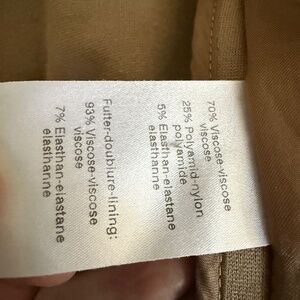 70% Viscose-viscose
viscose
25% Polyamid-nylon
polyamide
5% Elasthan-elastane
elasthanne
Futter-doublure-lining:
93% Viscose-viscose
viscose
7% Elasthan-elastane
elasthanne